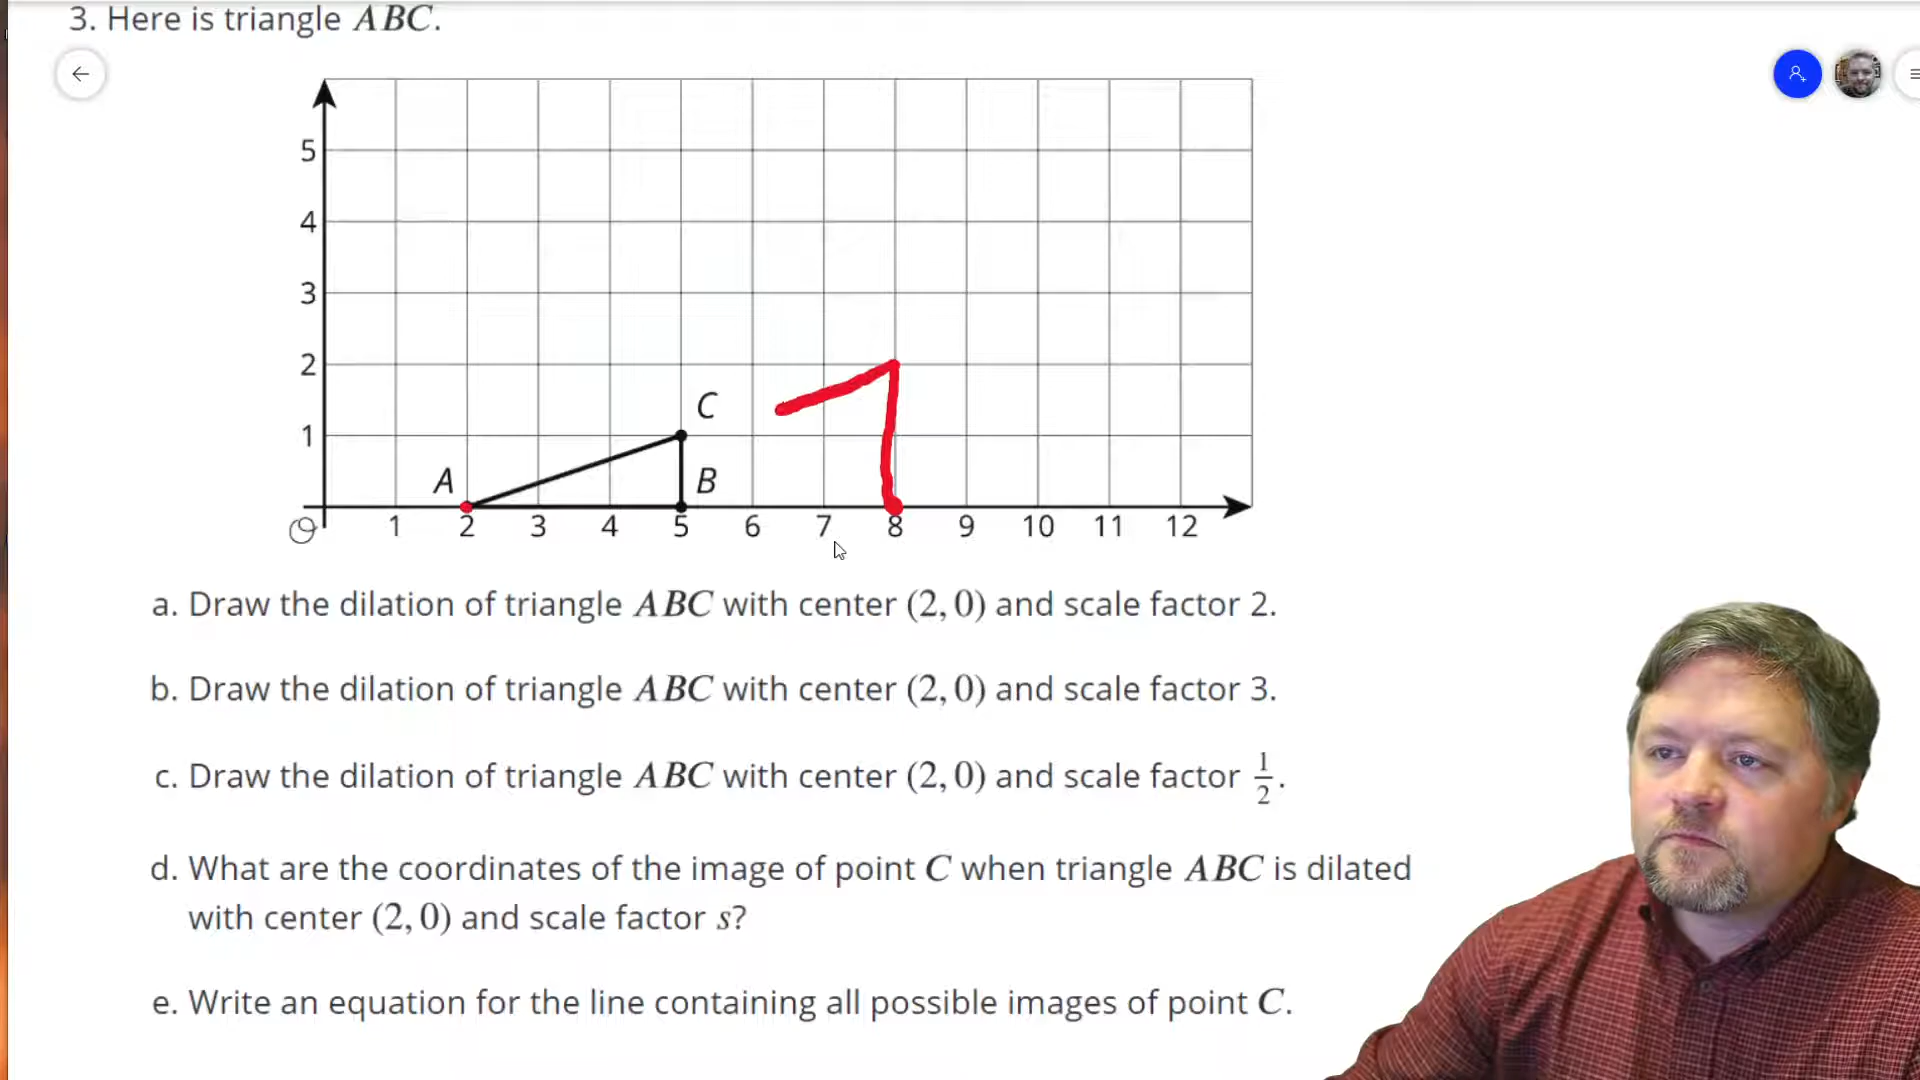 3. Here is triangle ABC.
5
4
3
2
1
C
A
B
O 1 2 3 4 5 6 7 8 9 10 11 12
a. Draw the dilation of triangle ABC with center (2, 0) and scale factor 2.
b. Draw the dilation of triangle ABC with center (2, 0) and scale factor 3.
c. Draw the dilation of triangle ABC with center (2, 0) and scale factor 1/2.
d. What are the coordinates of the image of point C when triangle ABC is dilated
with center (2, 0) and scale factor s?
e. Write an equation for the line containing all possible images of point C.